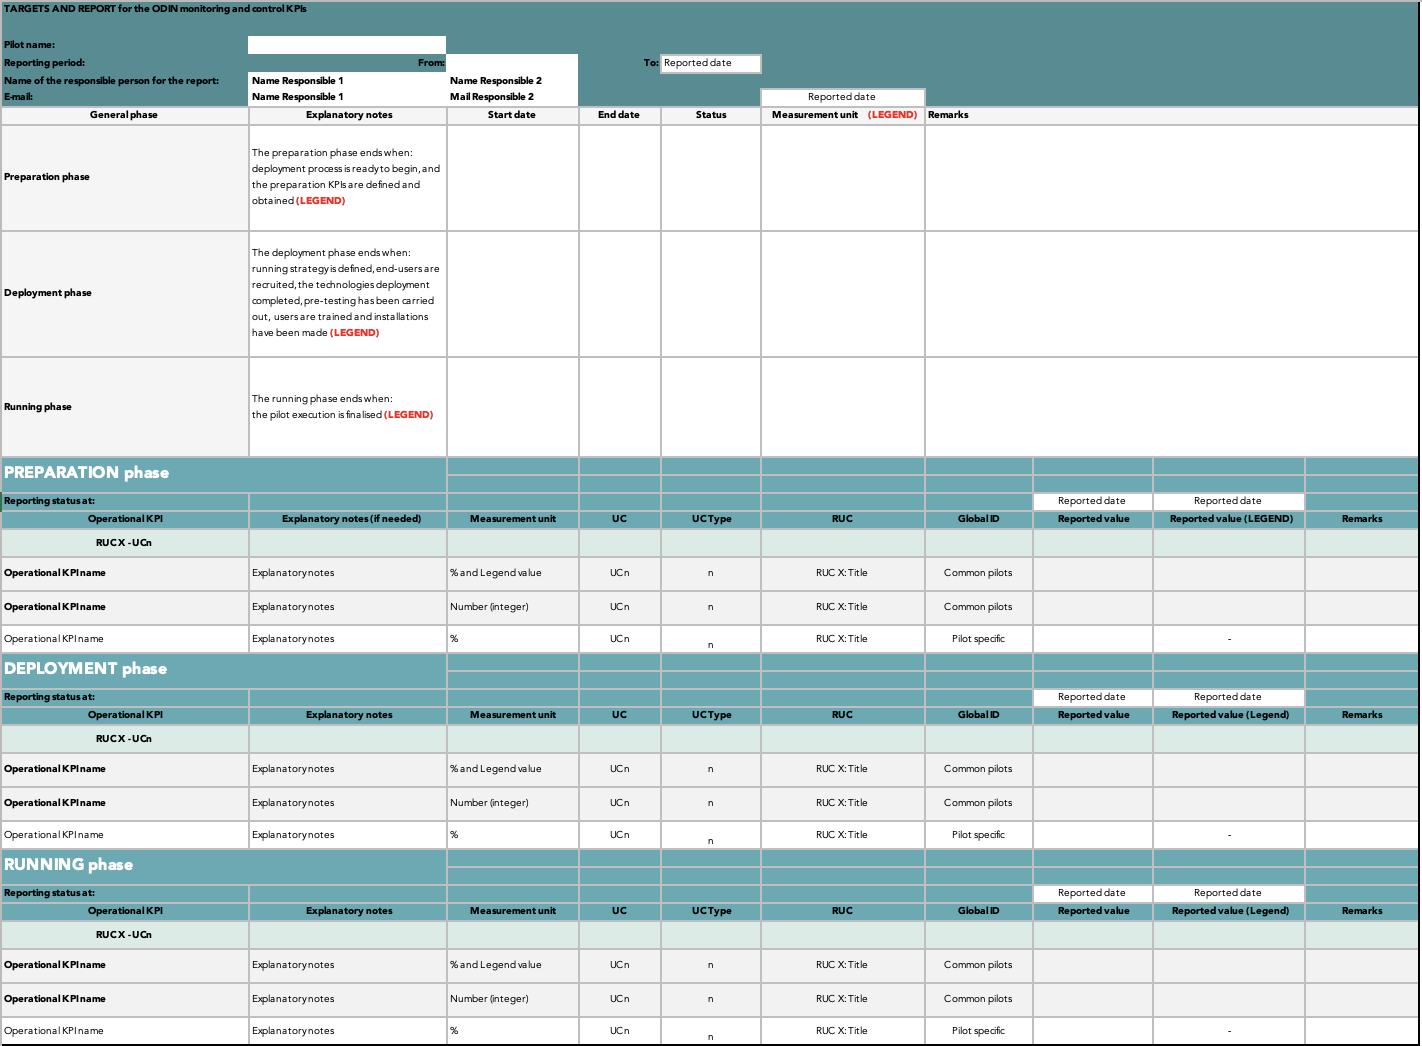 TARGETS AND REPORT for the ODIN monitoring and control KPIs
Pilot name:
Reporting period: From: To: Reported date
Name of the responsible person for the report: Name Responsible 1 Name Responsible 2
E-mail: Name Responsible 1 Mail Responsible 2 Reported date
General phase Explanatory notes Start date End date Status Measurement unit (LEGEND) Remarks
Preparation phase
The preparation phase ends when:
deployment process is ready to begin, and
the preparation KPIs are defined and
obtained (LEGEND)
Deployment phase
The deployment phase ends when:
running strategy is defined, end-users are
recruited, the technologies deployment
completed, pre-testing has been carried
out, users are trained and installations
have been made (LEGEND)
Running phase
The running phase ends when:
the pilot execution is finalised (LEGEND)
PREPARATION phase
Reporting status at: Reported date Reported date
Operational KPI Explanatory notes (if needed) Measurement unit UC UC Type RUC Global ID Reported value Reported value (LEGEND) Remarks
RUC X - UCn
Operational KPI name Explanatory notes % and Legend value UCn n RUC X: Title Common pilots
Operational KPI name Explanatory notes Number (integer) UCn n RUC X: Title Common pilots
Operational KPI name Explanatory notes % UCn n RUC X: Title Pilot specific -
DEPLOYMENT phase
Reporting status at: Reported date Reported date
Operational KPI Explanatory notes Measurement unit UC UC Type RUC Global ID Reported value Reported value (Legend) Remarks
RUC X - UCn
Operational KPI name Explanatory notes % and Legend value UCn n RUC X: Title Common pilots
Operational KPI name Explanatory notes Number (integer) UCn n RUC X: Title Common pilots
Operational KPI name Explanatory notes % UCn n RUC X: Title Pilot specific -
RUNNING phase
Reporting status at: Reported date Reported date
Operational KPI Explanatory notes Measurement unit UC UC Type RUC Global ID Reported value Reported value (Legend) Remarks
RUC X - UCn
Operational KPI name Explanatory notes % and Legend value UCn n RUC X: Title Common pilots
Operational KPI name Explanatory notes Number (integer) UCn n RUC X: Title Common pilots
Operational KPI name Explanatory notes % UCn n RUC X: Title Pilot specific -